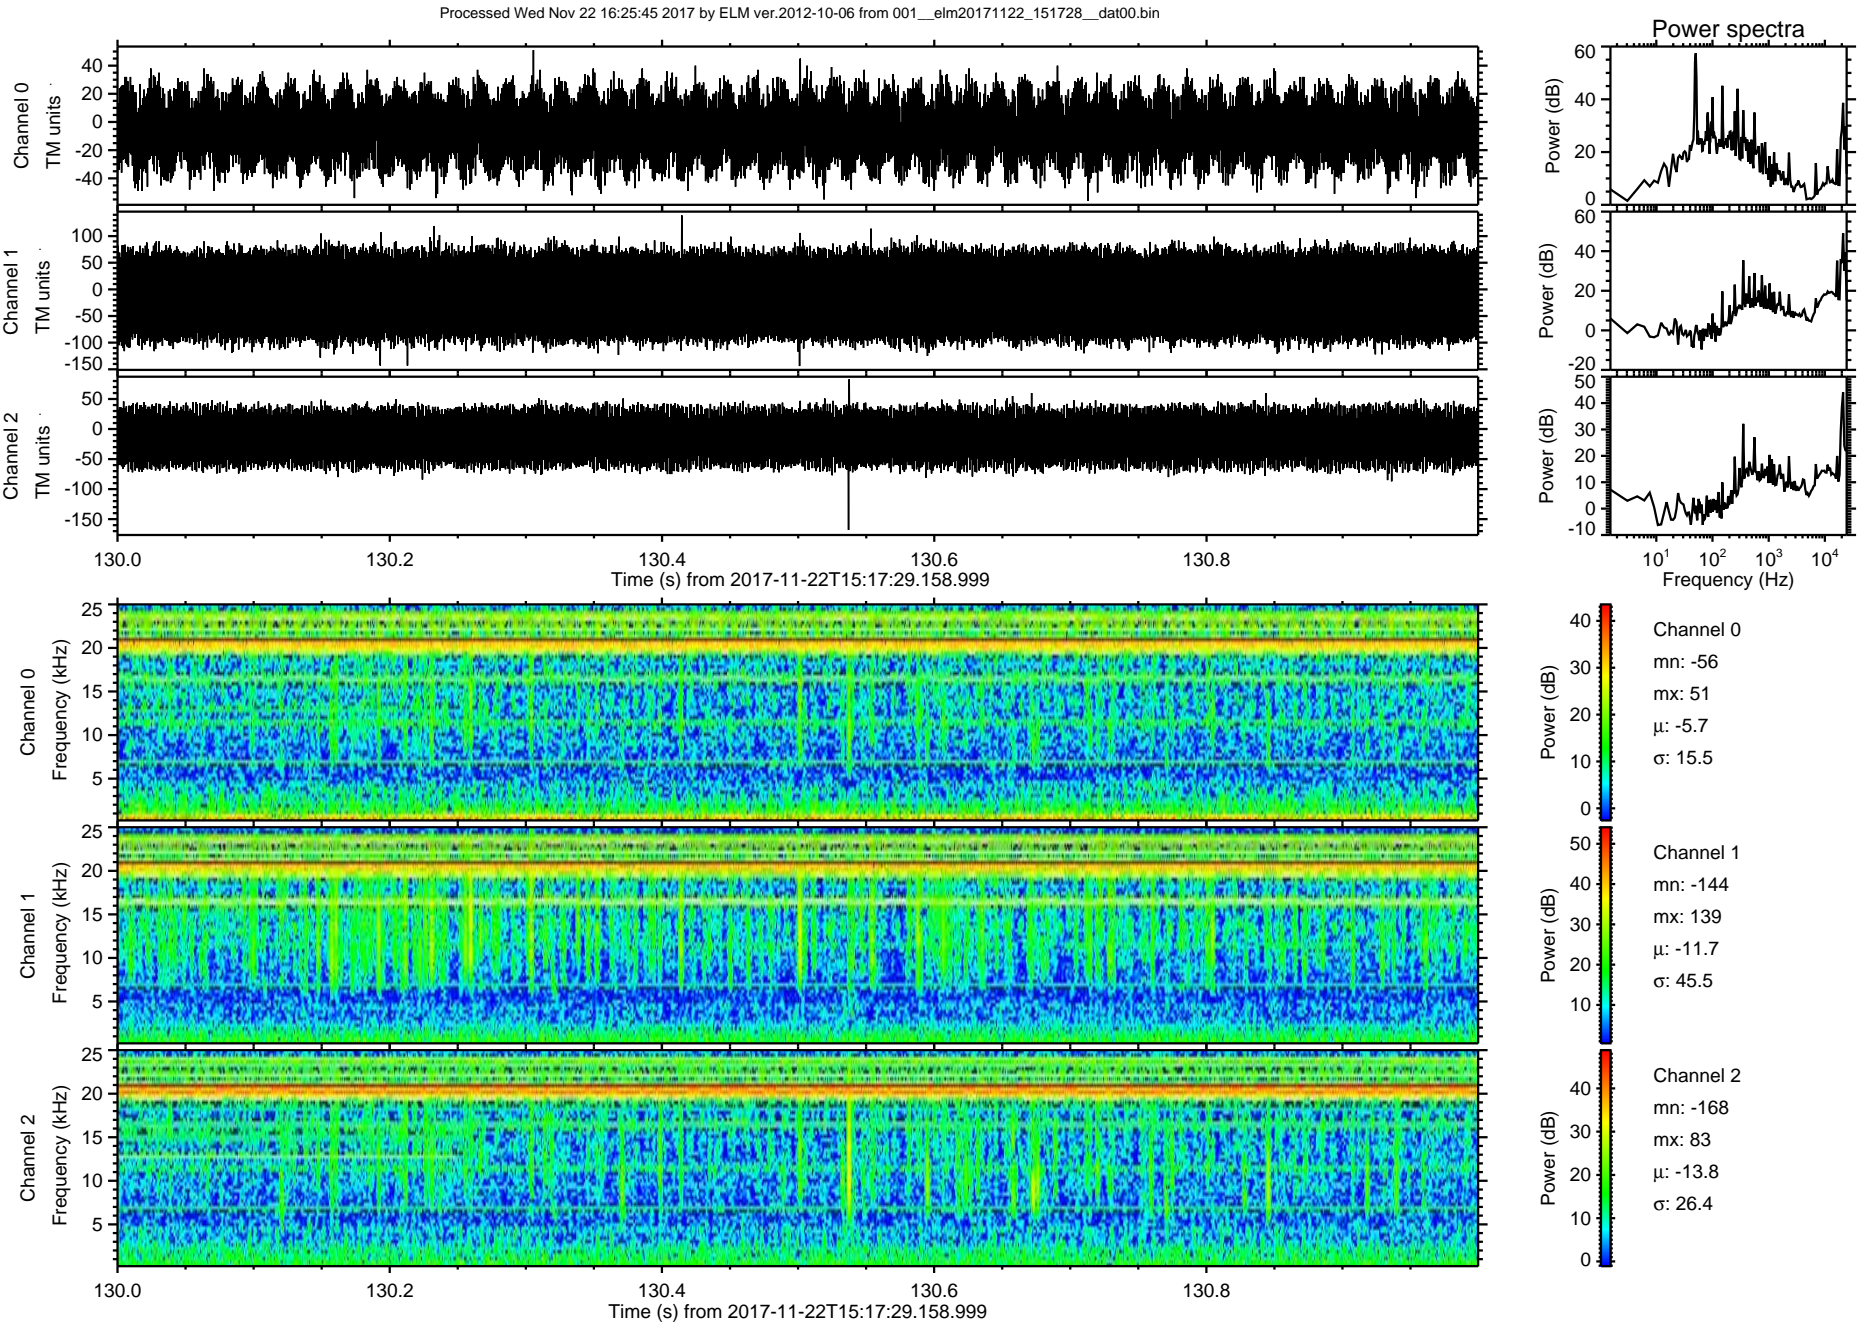 Processed Wed Nov 22 16:25:45 2017 by ELM ver.2012-10-06 from 001__elm20171122_151728__dat00.bin
Power spectra
Channel 0
TM units
40
20
0
-20
-40
Power (dB)
60
40
20
0
Channel 1
TM units
100
50
0
-50
-100
-150
Power (dB)
60
40
20
0
-20
Channel 2
TM units
50
0
-50
-100
-150
Power (dB)
50
40
30
20
10
0
-10
130.0 130.2 130.4 130.6 130.8
Time (s) from 2017-11-22T15:17:29.158.999
10¹ 10² 10³ 10⁴
Frequency (Hz)
Channel 0
Frequency (kHz)
25
20
15
10
5
Power (dB)
40
30
20
10
0
Channel 0
mn: -56
mx: 51
μ: -5.7
σ: 15.5
Channel 1
Frequency (kHz)
25
20
15
10
5
Power (dB)
50
40
30
20
10
Channel 1
mn: -144
mx: 139
μ: -11.7
σ: 45.5
Channel 2
Frequency (kHz)
25
20
15
10
5
Power (dB)
40
30
20
10
0
Channel 2
mn: -168
mx: 83
μ: -13.8
σ: 26.4
130.0 130.2 130.4 130.6 130.8
Time (s) from 2017-11-22T15:17:29.158.999